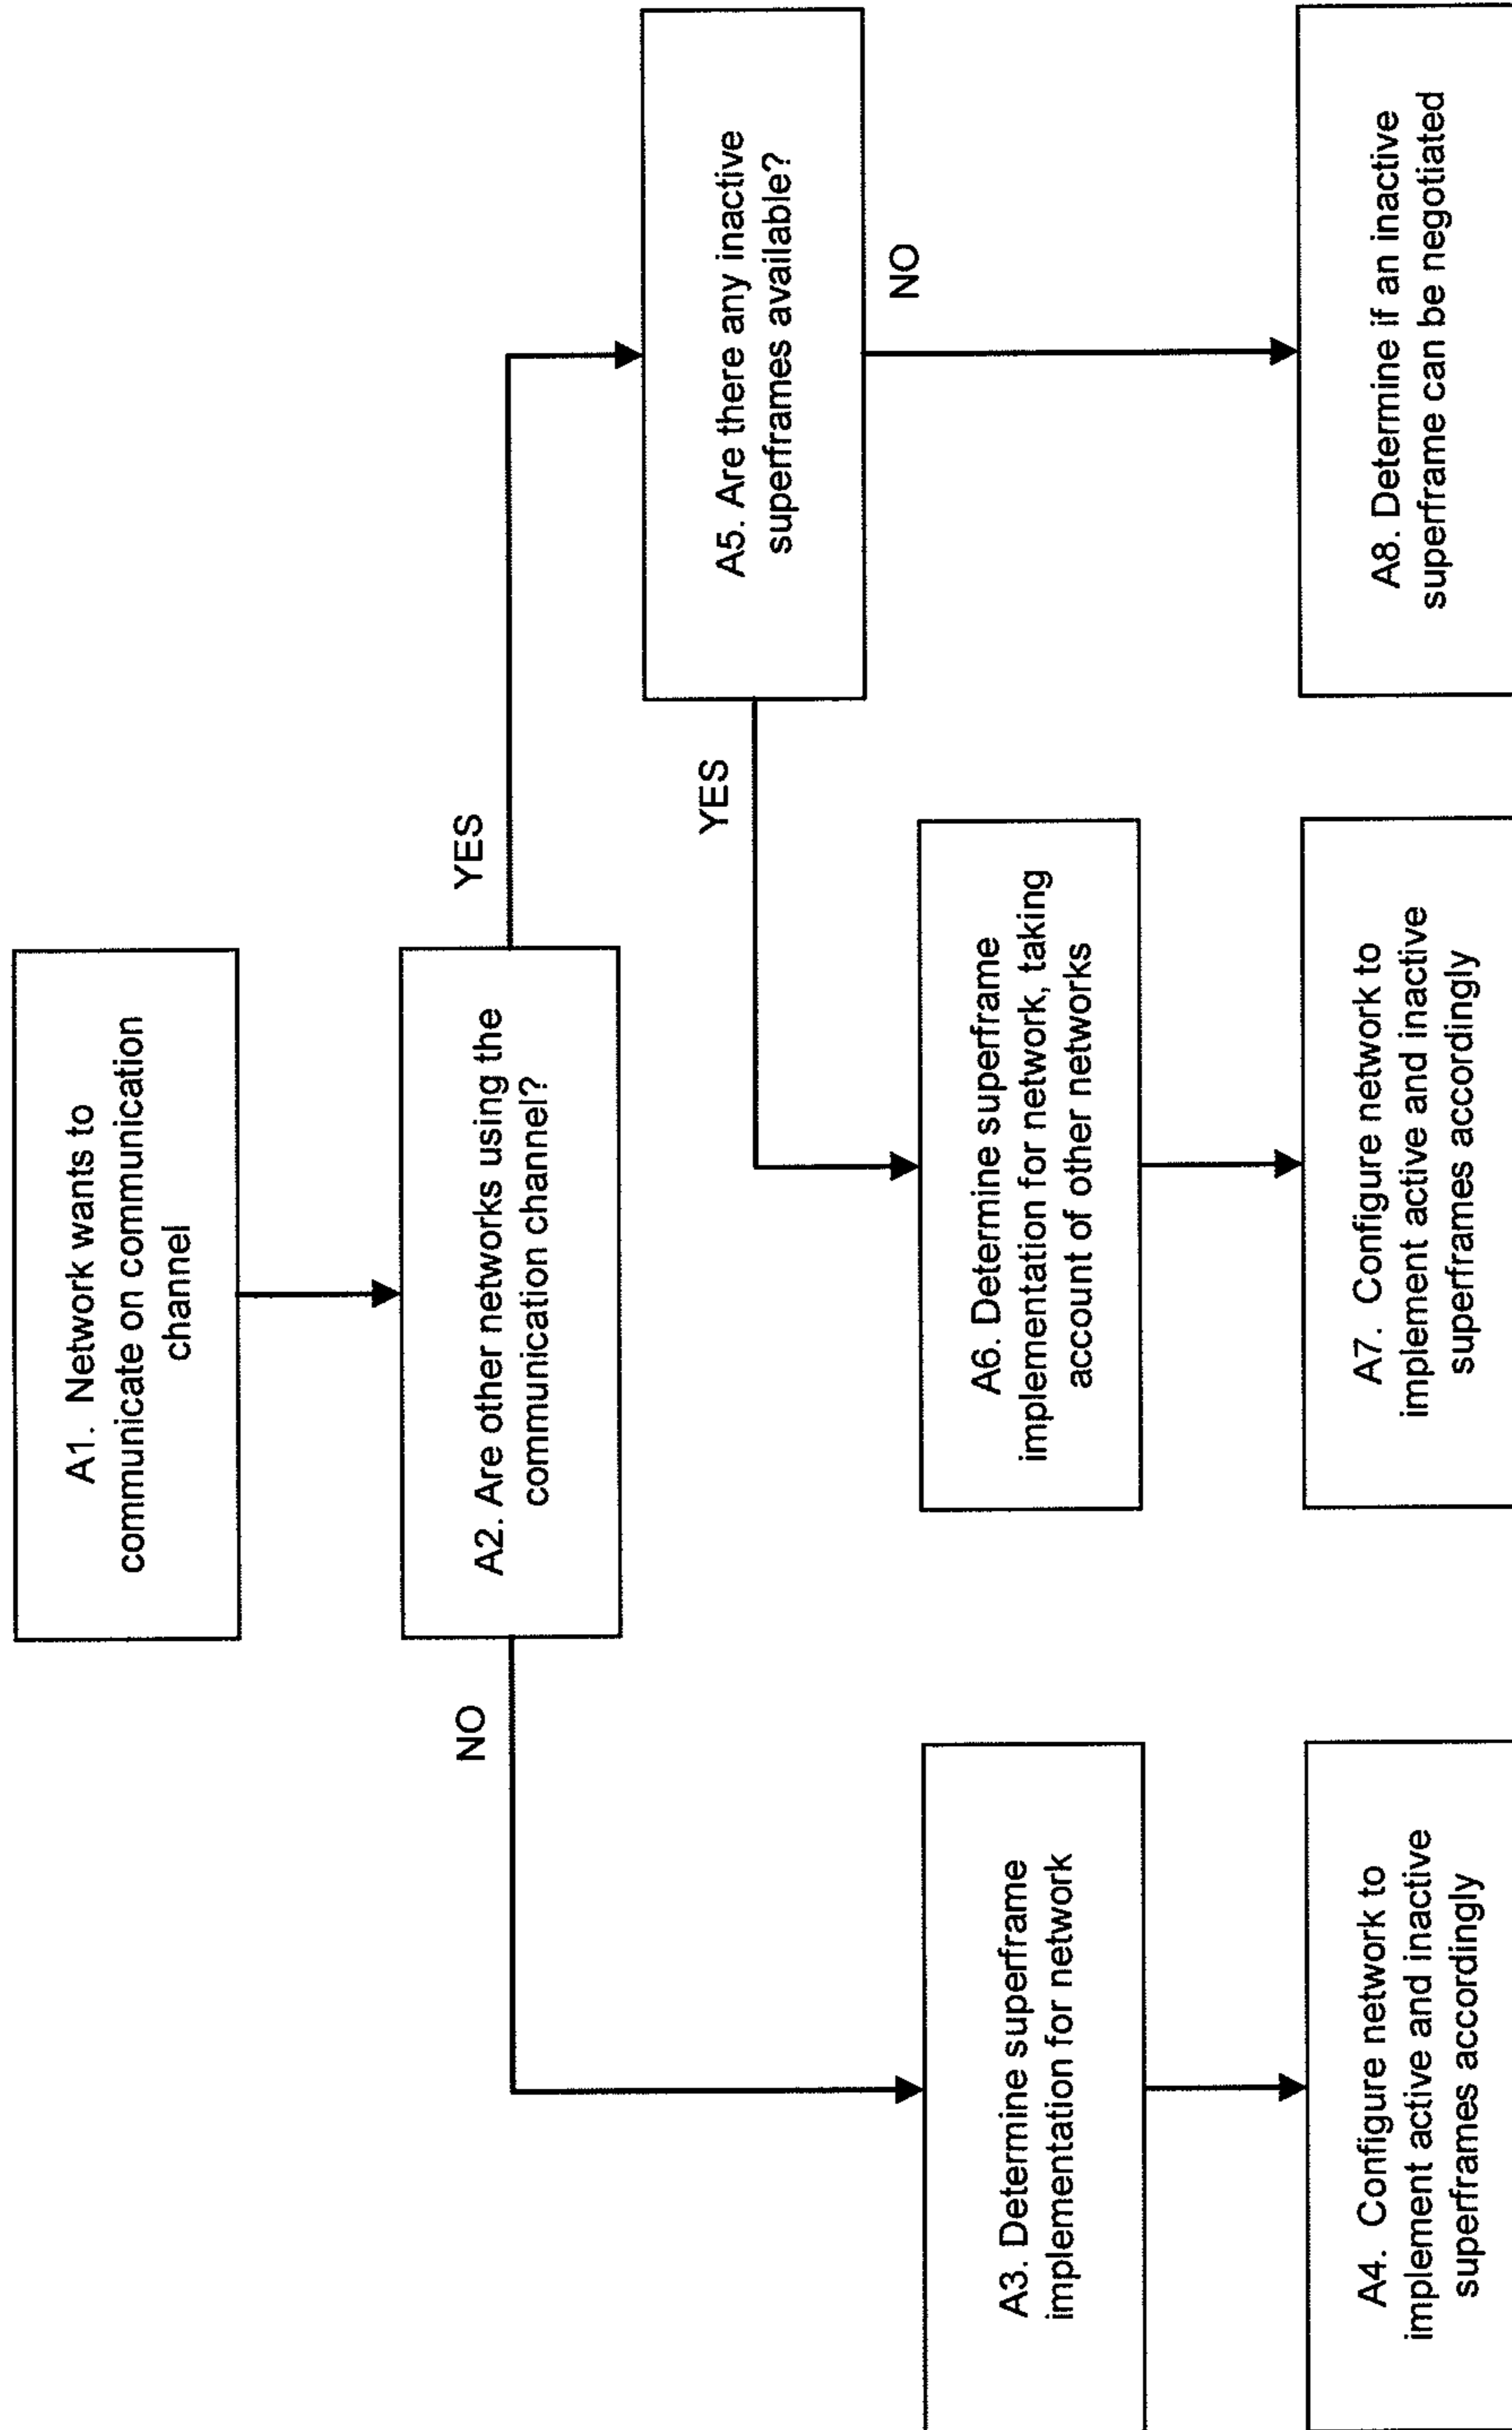 A1. Network wants to
communicate on communication
channel
A2. Are other networks using the
communication channel?
NO
YES
A5. Are there any inactive
superframes available?
YES
NO
A3. Determine superframe
implementation for network
A6. Determine superframe
implementation for network, taking
account of other networks
A4. Configure network to
implement active and inactive
superframes accordingly
A7. Configure network to
implement active and inactive
superframes accordingly
A8. Determine if an inactive
superframe can be negotiated